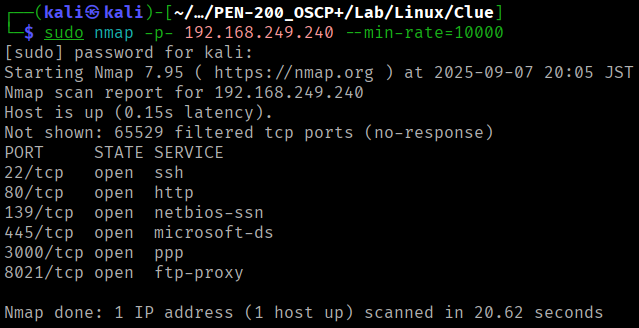 ┌──(kali㉿kali)-[~/…/PEN-200_OSCP+/Lab/Linux/Clue]
└─$ sudo nmap -p- 192.168.249.240 --min-rate=10000
[sudo] password for kali:
Starting Nmap 7.95 ( https://nmap.org ) at 2025-09-07 20:05 JST
Nmap scan report for 192.168.249.240
Host is up (0.15s latency).
Not shown: 65529 filtered tcp ports (no-response)
PORT     STATE SERVICE
22/tcp   open  ssh
80/tcp   open  http
139/tcp  open  netbios-ssn
445/tcp  open  microsoft-ds
3000/tcp open  ppp
8021/tcp open  ftp-proxy
Nmap done: 1 IP address (1 host up) scanned in 20.62 seconds